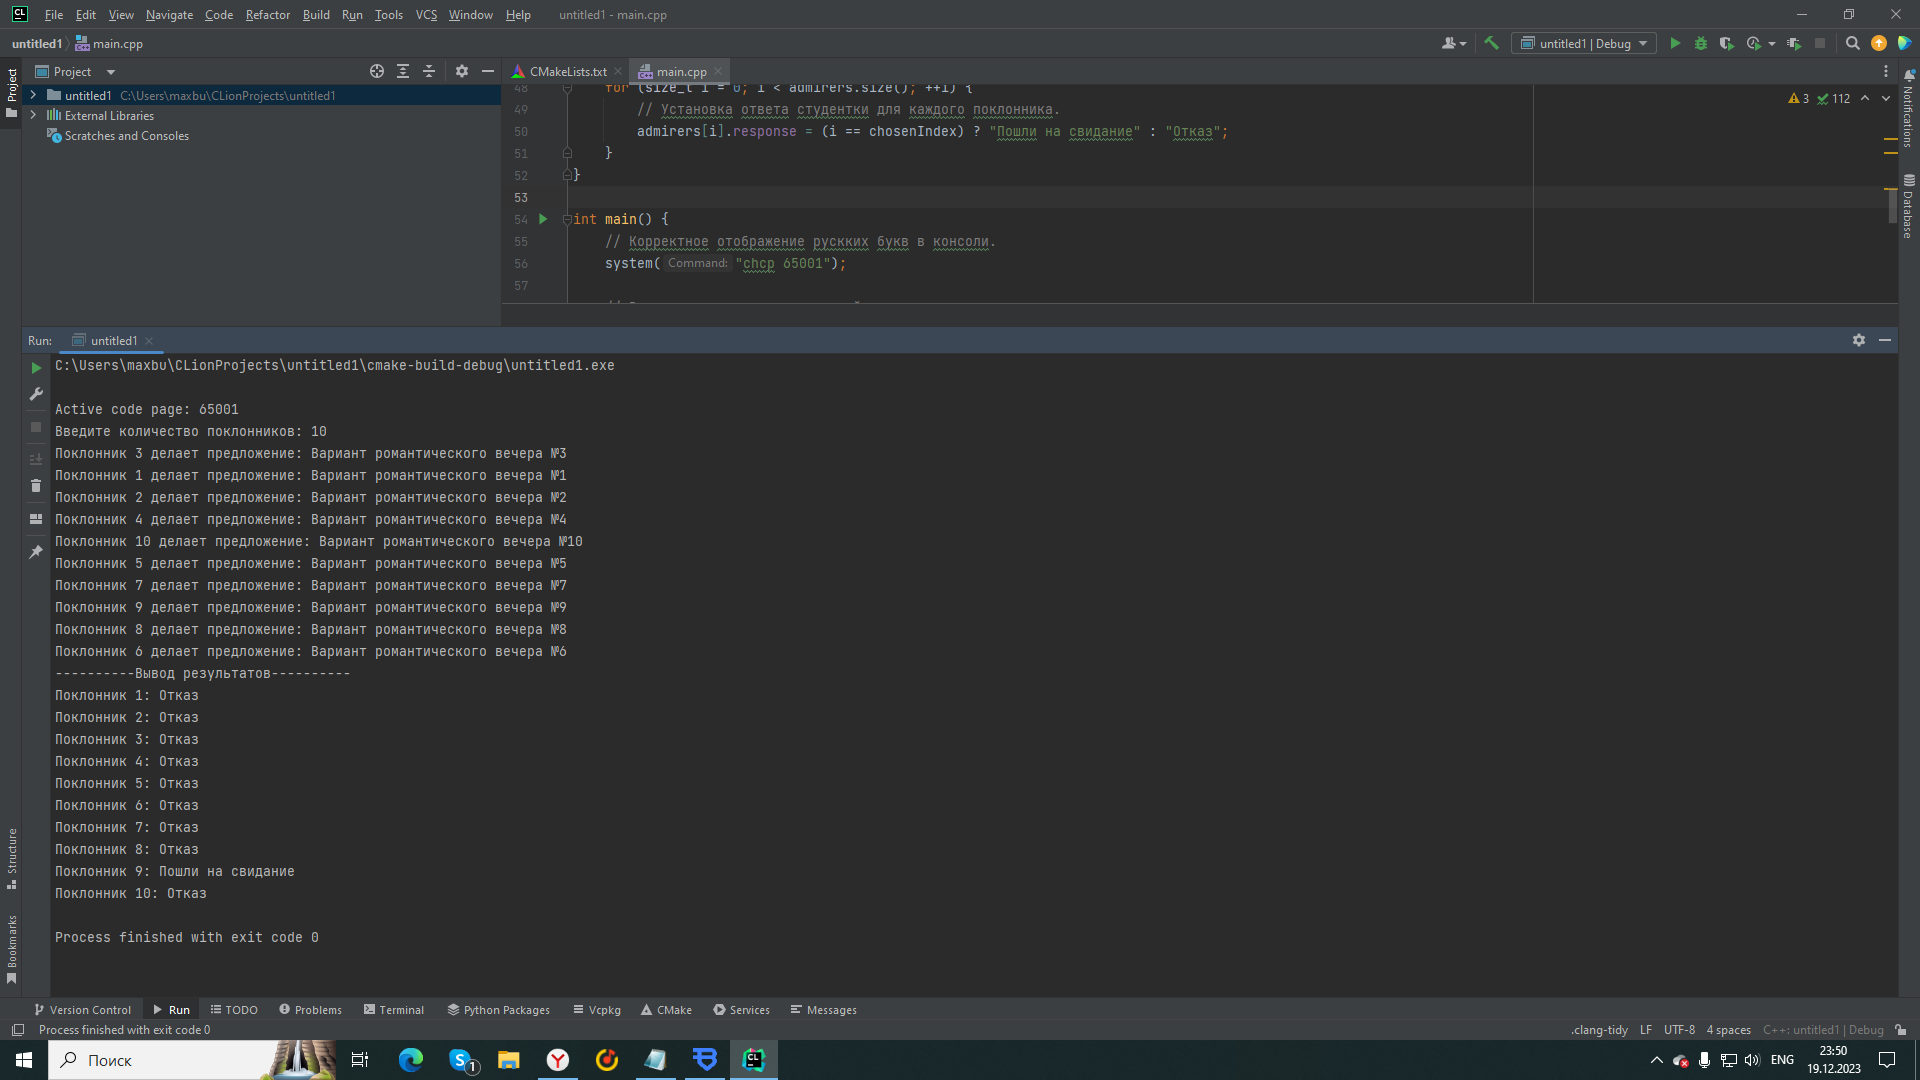 File Edit View Navigate Code Refactor Build Run Tools VCS Window Help untitled1 - main.cpp
untitled1 main.cpp untitled1 | Debug
Project CMakeLists.txt main.cpp
untitled1 C:\Users\maxbu\CLionProjects\untitled1
External Libraries
Scratches and Consoles
3 112
48 for (size_t i = 0; i < admirers.size(); ++i) {
49 // Установка ответа студентки для каждого поклонника.
50 admirers[i].response = (i == chosenIndex) ? "Пошли на свидание" : "Отказ";
51 }
52 }
53
54 int main() {
55 // Корректное отображение рускких букв в консоли.
56 system( Command: "chcp 65001");
57
Run: untitled1
C:\Users\maxbu\CLionProjects\untitled1\cmake-build-debug\untitled1.exe
Active code page: 65001
Введите количество поклонников: 10
Поклонник 3 делает предложение: Вариант романтического вечера №3
Поклонник 1 делает предложение: Вариант романтического вечера №1
Поклонник 2 делает предложение: Вариант романтического вечера №2
Поклонник 4 делает предложение: Вариант романтического вечера №4
Поклонник 10 делает предложение: Вариант романтического вечера №10
Поклонник 5 делает предложение: Вариант романтического вечера №5
Поклонник 7 делает предложение: Вариант романтического вечера №7
Поклонник 9 делает предложение: Вариант романтического вечера №9
Поклонник 8 делает предложение: Вариант романтического вечера №8
Поклонник 6 делает предложение: Вариант романтического вечера №6
----------Вывод результатов----------
Поклонник 1: Отказ
Поклонник 2: Отказ
Поклонник 3: Отказ
Поклонник 4: Отказ
Поклонник 5: Отказ
Поклонник 6: Отказ
Поклонник 7: Отказ
Поклонник 8: Отказ
Поклонник 9: Пошли на свидание
Поклонник 10: Отказ
Process finished with exit code 0
Project
Structure
Bookmarks
Notifications
Database
Version Control Run TODO Problems Terminal Python Packages Vcpkg CMake Services Messages
Process finished with exit code 0 .clang-tidy LF UTF-8 4 spaces C++: untitled1 | Debug
Поиск ENG 23:50
19.12.2023